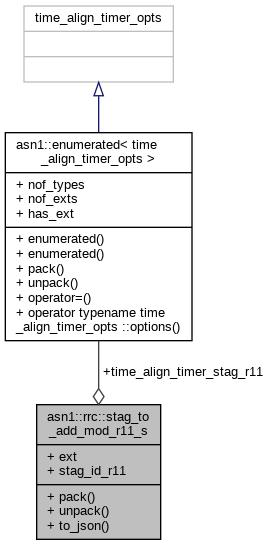 time_align_timer_opts
asn1::enumerated< time
_align_timer_opts >
+ nof_types
+ nof_exts
+ has_ext
+ enumerated()
+ enumerated()
+ pack()
+ unpack()
+ operator=()
+ operator typename time
_align_timer_opts ::options()
+time_align_timer_stag_r11
asn1::rrc::stag_to
_add_mod_r11_s
+ ext
+ stag_id_r11
+ pack()
+ unpack()
+ to_json()